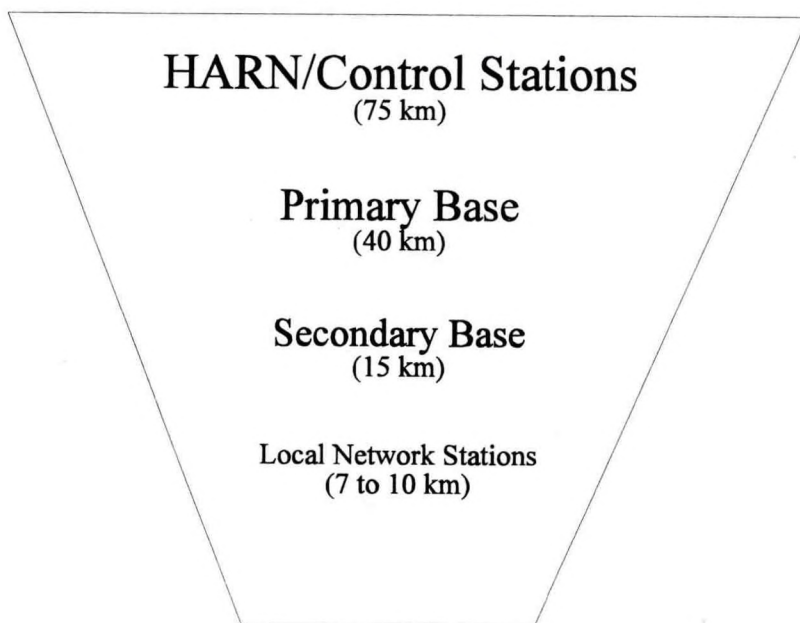 HARN/Control Stations
(75 km)
Primary Base
(40 km)
Secondary Base
(15 km)
Local Network Stations
(7 to 10 km)